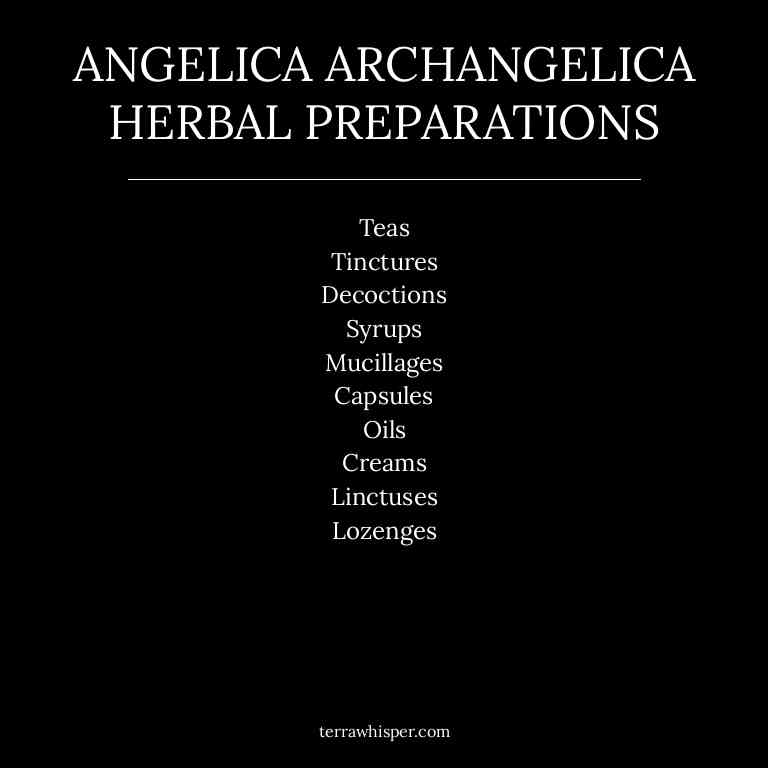 ANGELICA ARCHANGELICA
HERBAL PREPARATIONS
Teas
Tinctures
Decoctions
Syrups
Mucillages
Capsules
Oils
Creams
Linctuses
Lozenges
terrawhisper.com